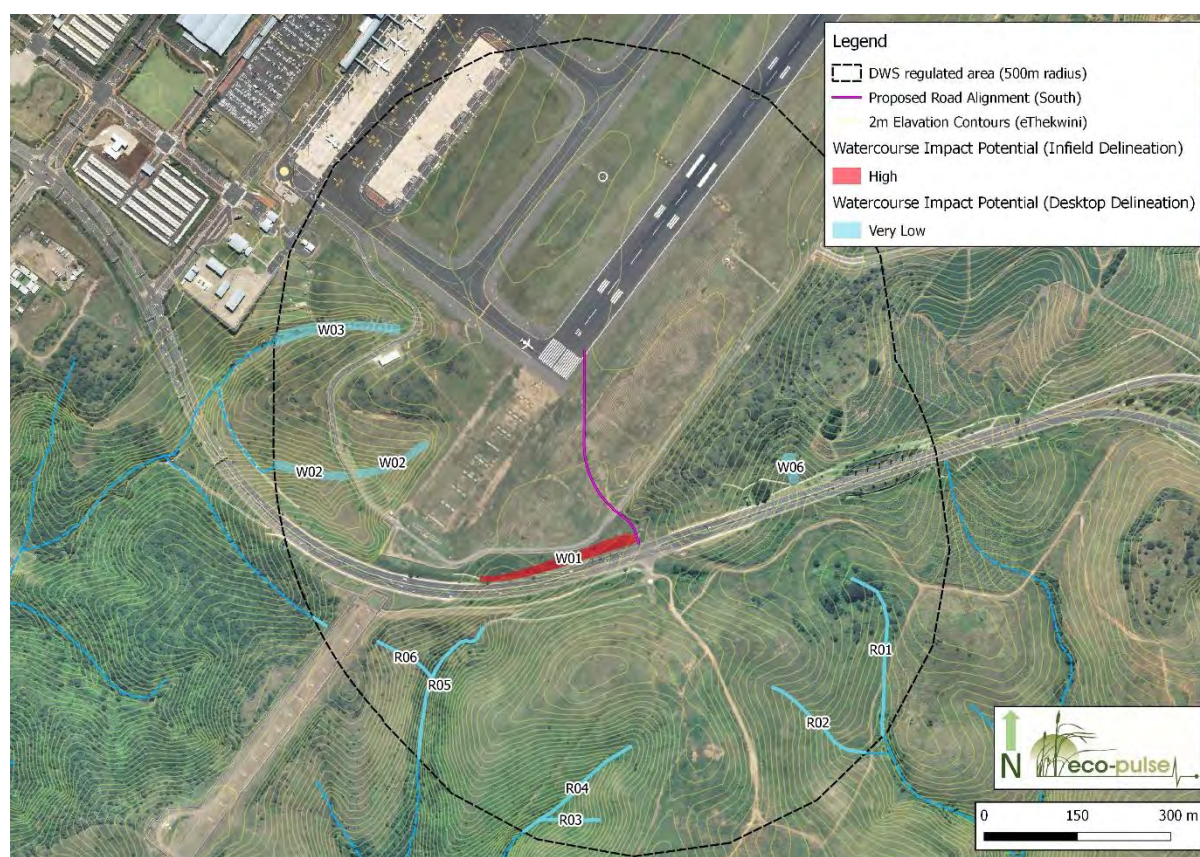 Legend
DWS regulated area (500m radius)
Proposed Road Alignment (South)
2m Elavation Contours (eThekwini)
Watercourse Impact Potential (Infield Delineation)
High
Watercourse Impact Potential (Desktop Delineation)
Very Low
W03
W02
W02
W06
W01
R06
R05
R01
R02
R04
R03
N
eco-pulse
0 150 300 m